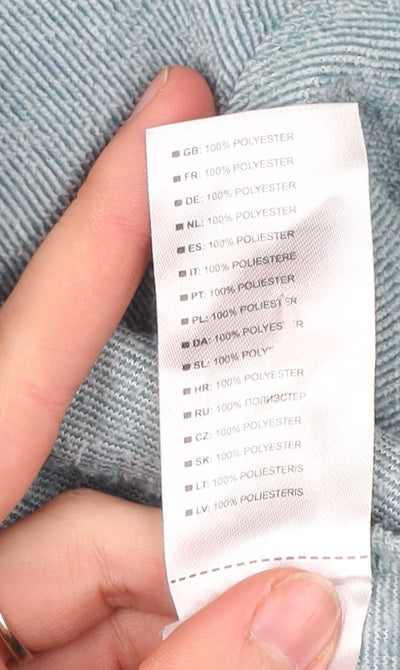 GB: 100% POLYESTER
FR: 100% POLYESTER
DE: 100% POLYESTER
NL: 100% POLYESTER
ES: 100% POLIESTER
IT: 100% POLIESTERE
PT: 100% POLIESTER
PL: 100% POLIESTER
DA: 100% POLYESTER
SL: 100%
HR: 100% POLYESTER
RU: 100% ПОЛИЭСТЕР
CZ: 100% POLYESTER
SK: 100% POLYESTER
LT: 100% POLIESTERIS
LV: 100% POLIESTERIS